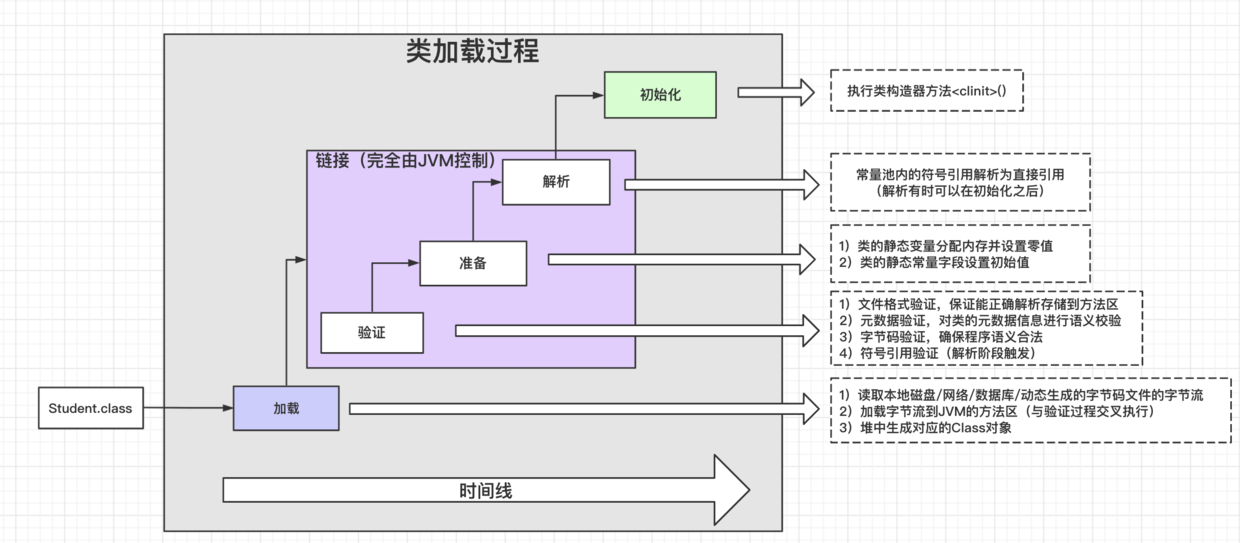 类加载过程
初始化
执行类构造器方法<clinit>()
链接（完全由JVM控制）
解析
常量池内的符号引用解析为直接引用
（解析有时可以在初始化之后）
准备
1）类的静态变量分配内存并设置零值
2）类的静态常量字段设置初始值
验证
1）文件格式验证，保证能正确解析存储到方法区
2）元数据验证，对类的元数据信息进行语义校验
3）字节码验证，确保程序语义合法
4）符号引用验证（解析阶段触发）
Student.class
加载
1）读取本地磁盘/网络/数据库/动态生成的字节码文件的字节流
2）加载字节流到JVM的方法区（与验证过程交叉执行）
3）堆中生成对应的Class对象
时间线